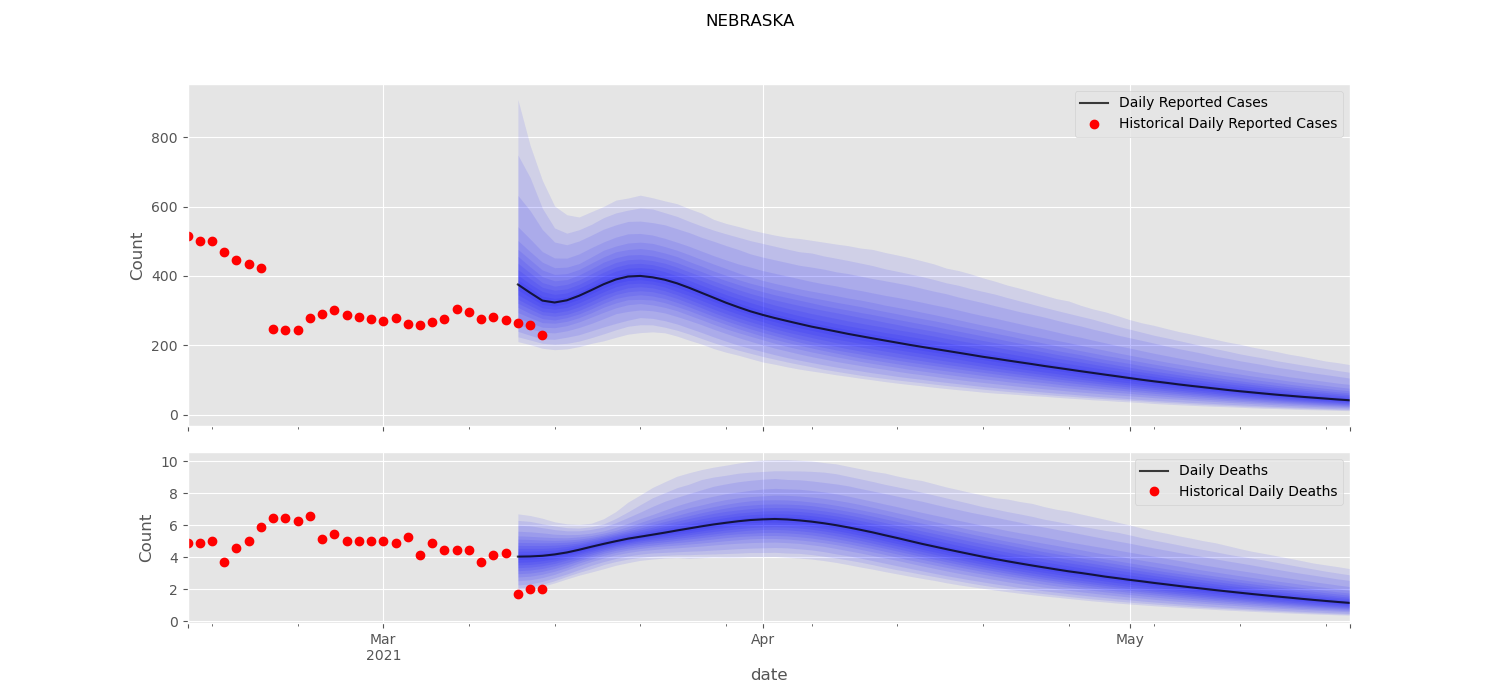 NEBRASKA
Daily Reported Cases
Historical Daily Reported Cases
800
600
400
200
0
Count
Daily Deaths
Historical Daily Deaths
10
8
6
4
2
0
Count
Mar
2021
Apr
May
date